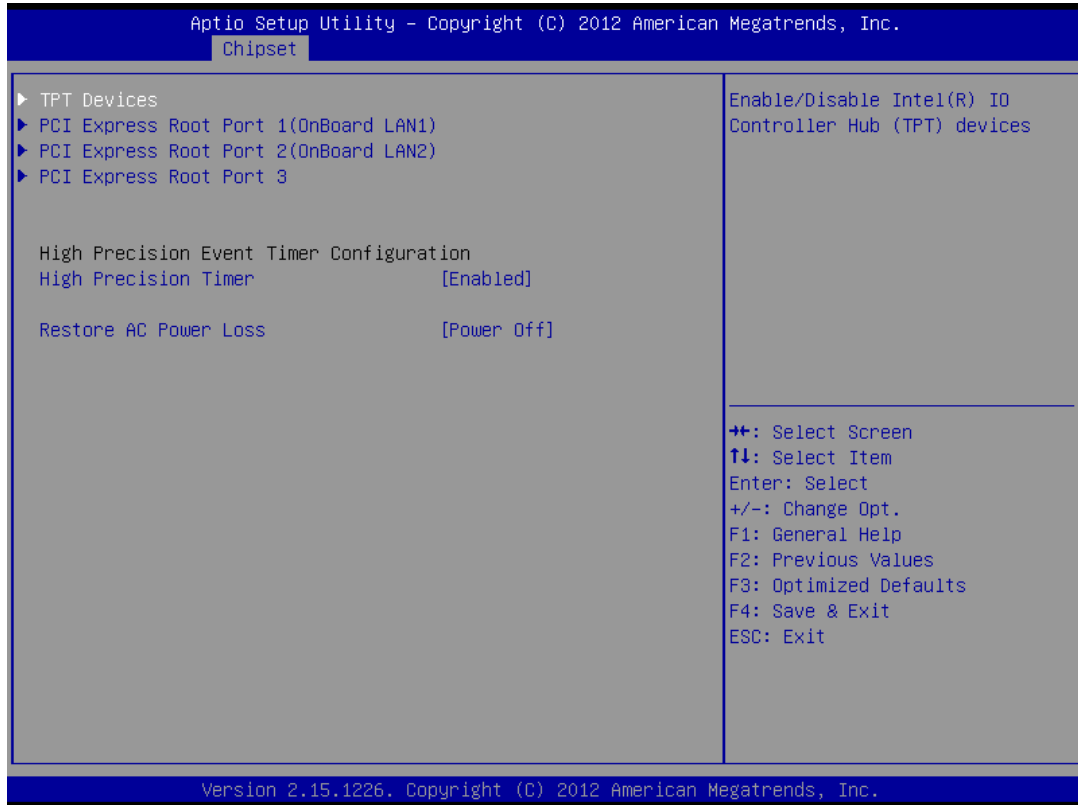 Aptio Setup Utility – Copyright (C) 2012 American Megatrends, Inc.
Chipset
TPT Devices
PCI Express Root Port 1(OnBoard LAN1)
PCI Express Root Port 2(OnBoard LAN2)
PCI Express Root Port 3
High Precision Event Timer Configuration
High Precision Timer [Enabled]
Restore AC Power Loss [Power Off]
Enable/Disable Intel(R) IO
Controller Hub (TPT) devices
→←: Select Screen
↑↓: Select Item
Enter: Select
+/-: Change Opt.
F1: General Help
F2: Previous Values
F3: Optimized Defaults
F4: Save & Exit
ESC: Exit
Version 2.15.1226. Copyright (C) 2012 American Megatrends, Inc.